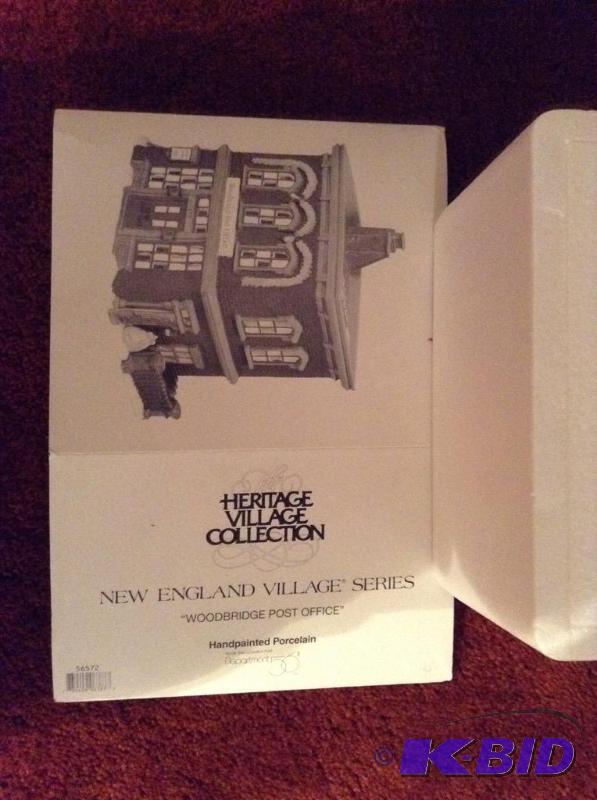 HERITAGE
VILLAGE
COLLECTION
NEW ENGLAND VILLAGE® SERIES
"WOODBRIDGE POST OFFICE"
Handpainted Porcelain
Department 56®
56572
© K-BID